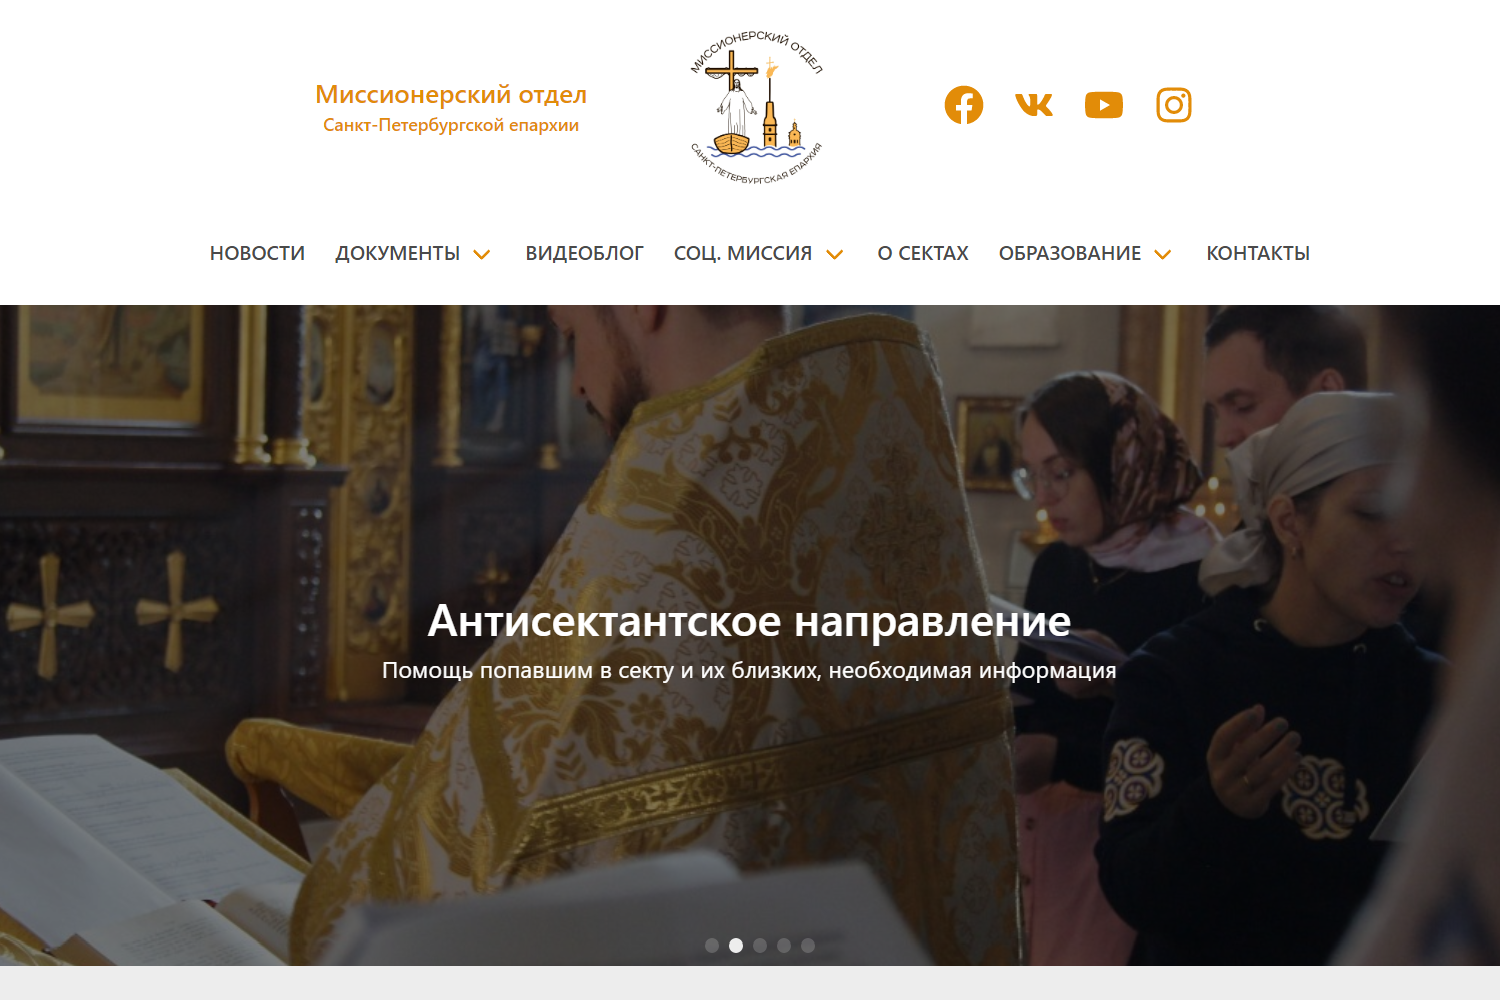 МИССИОНЕРСКИЙ ОТДЕЛ
САНКТ-ПЕТЕРБУРГСКАЯ ЕПАРХИЯ
Миссионерский отдел
Санкт-Петербургской епархии
НОВОСТИ ДОКУМЕНТЫ ВИДЕОБЛОГ СОЦ. МИССИЯ О СЕКТАХ ОБРАЗОВАНИЕ КОНТАКТЫ
Антисектантское направление
Помощь попавшим в секту и их близких, необходимая информация